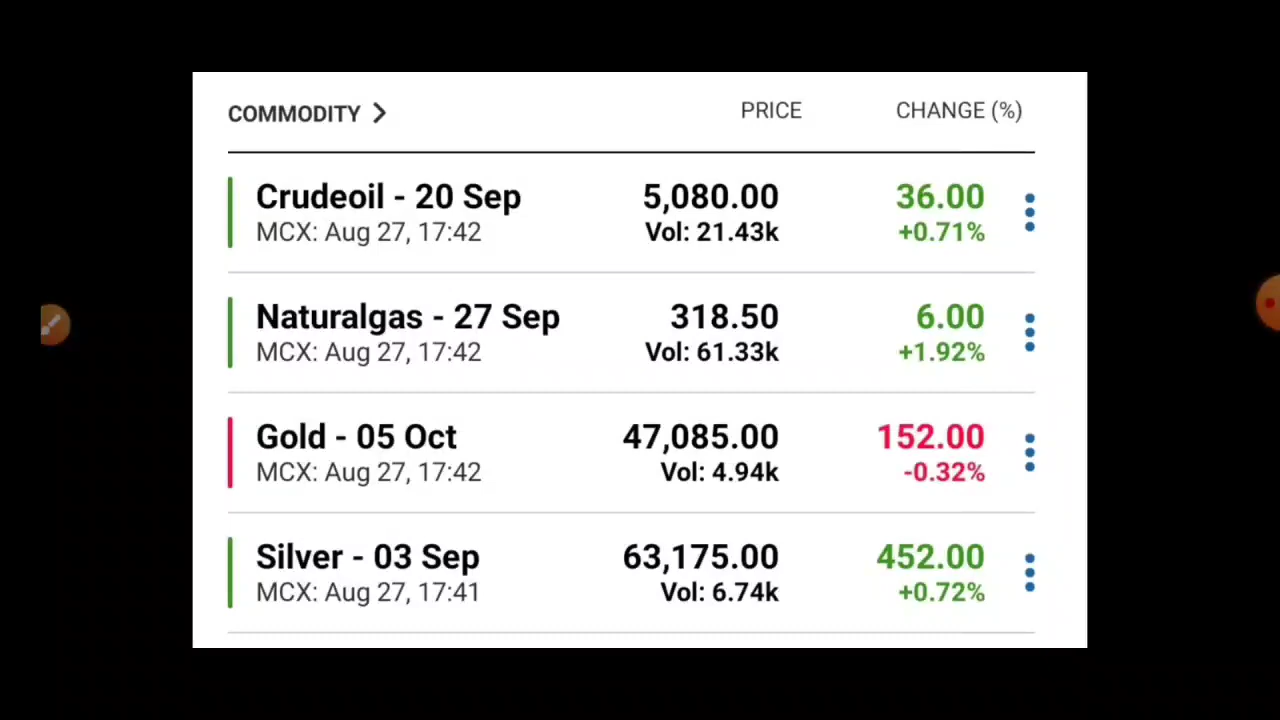 COMMODITY PRICE CHANGE (%)
Crudeoil - 20 Sep 5,080.00 36.00
MCX: Aug 27, 17:42 Vol: 21.43k +0.71%
Naturalgas - 27 Sep 318.50 6.00
MCX: Aug 27, 17:42 Vol: 61.33k +1.92%
Gold - 05 Oct 47,085.00 152.00
MCX: Aug 27, 17:42 Vol: 4.94k -0.32%
Silver - 03 Sep 63,175.00 452.00
MCX: Aug 27, 17:41 Vol: 6.74k +0.72%